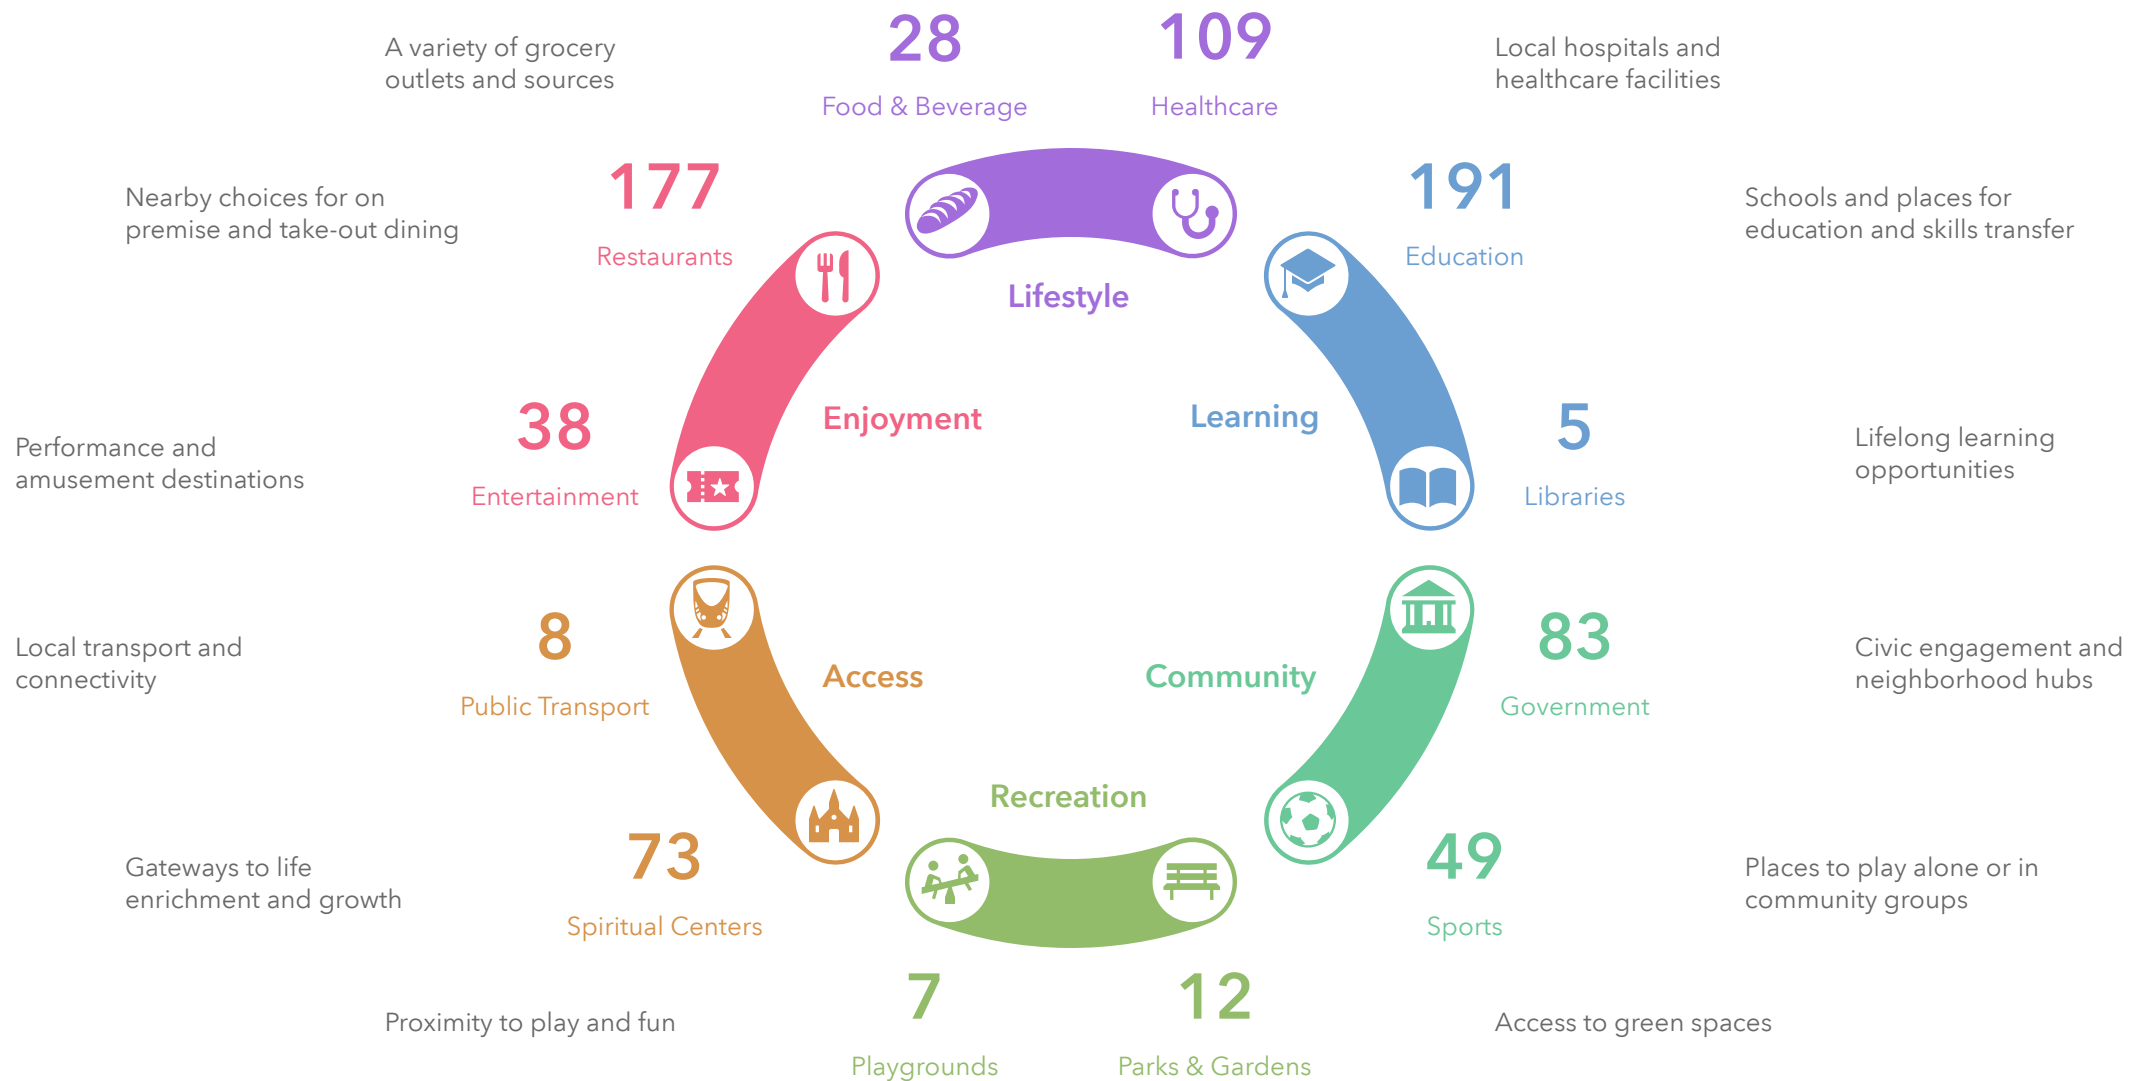 28
109
A variety of grocery
outlets and sources
Local hospitals and
healthcare facilities
Food & Beverage
Healthcare
177
191
Nearby choices for on
premise and take-out dining
Schools and places for
education and skills transfer
Restaurants
Education
Lifestyle
Enjoyment
Learning
38
5
Performance and
amusement destinations
Lifelong learning
opportunities
Entertainment
Libraries
8
83
Local transport and
connectivity
Access
Community
Civic engagement and
neighborhood hubs
Public Transport
Government
Recreation
73
49
Gateways to life
enrichment and growth
Places to play alone or in
community groups
Spiritual Centers
Sports
7
12
Proximity to play and fun
Access to green spaces
Playgrounds
Parks & Gardens